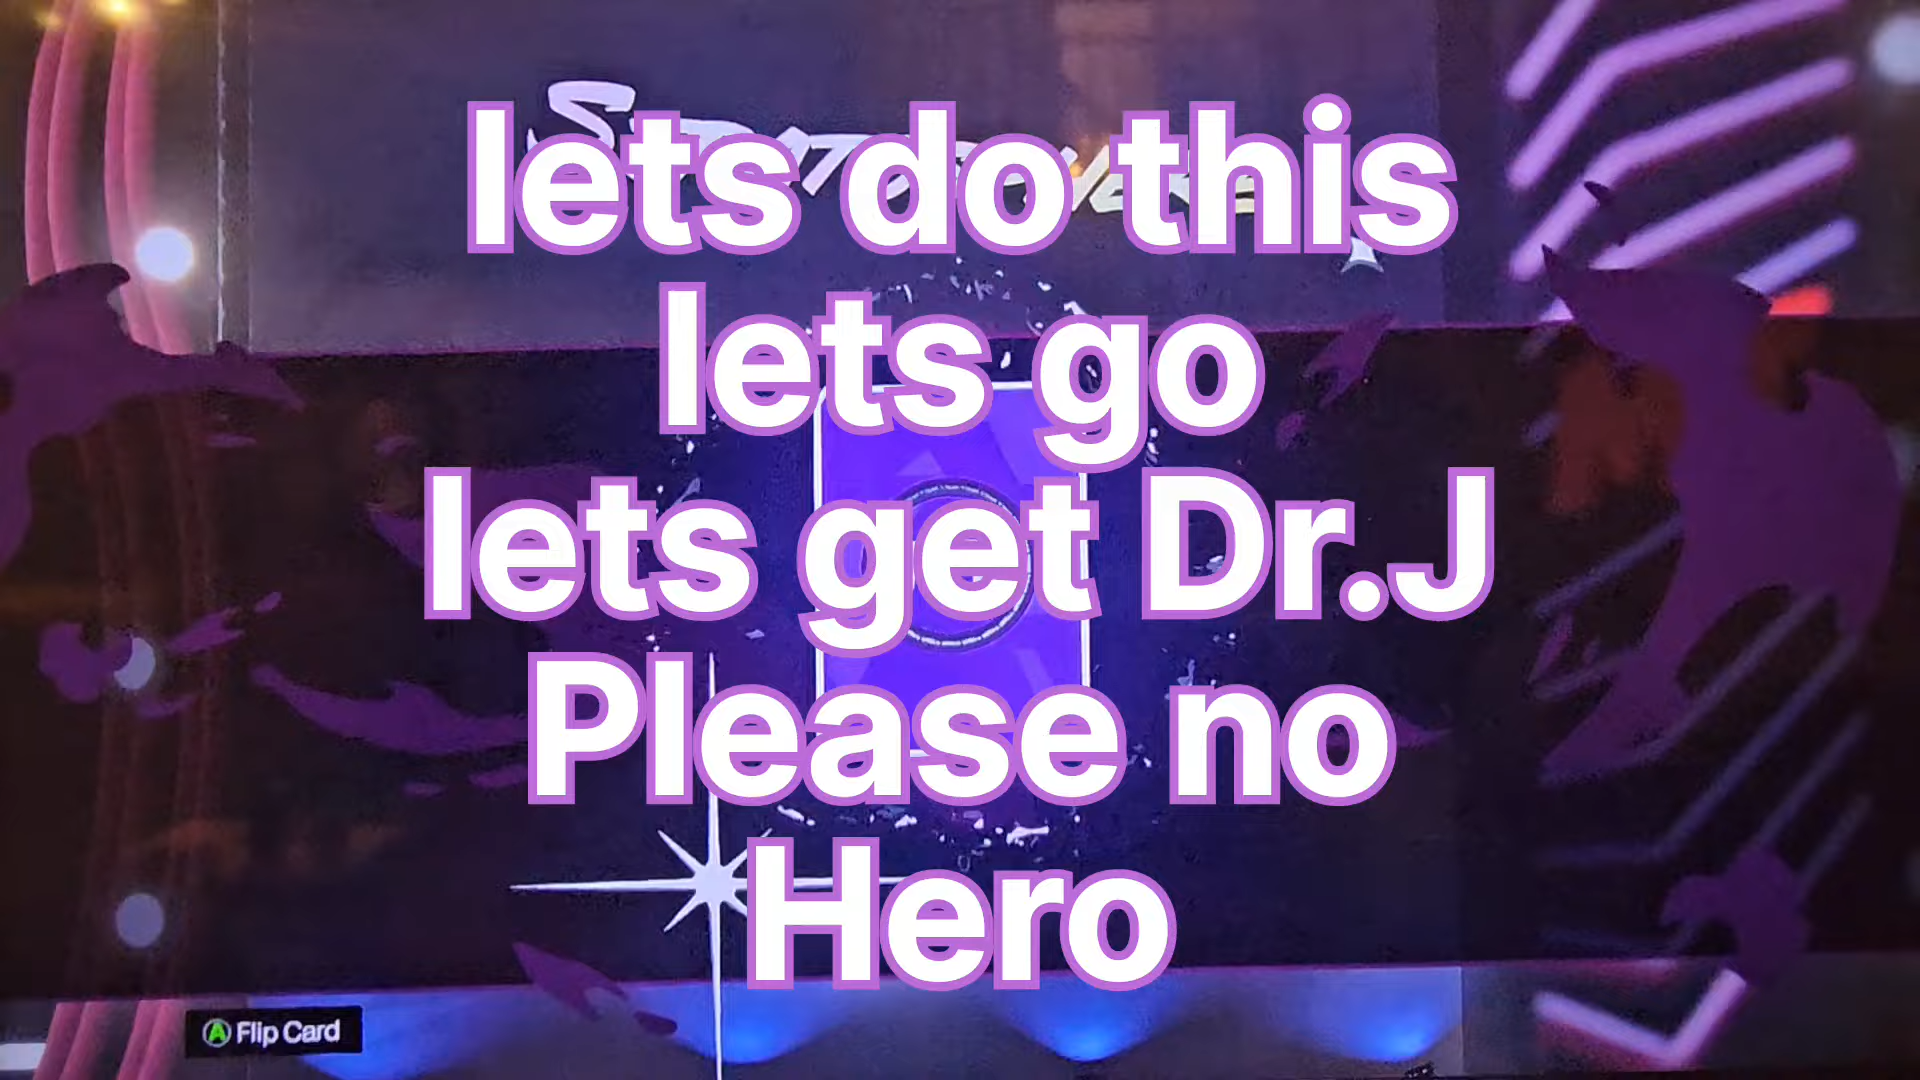 lets do this
lets go
lets get Dr.J
Please no
Hero
A Flip Card